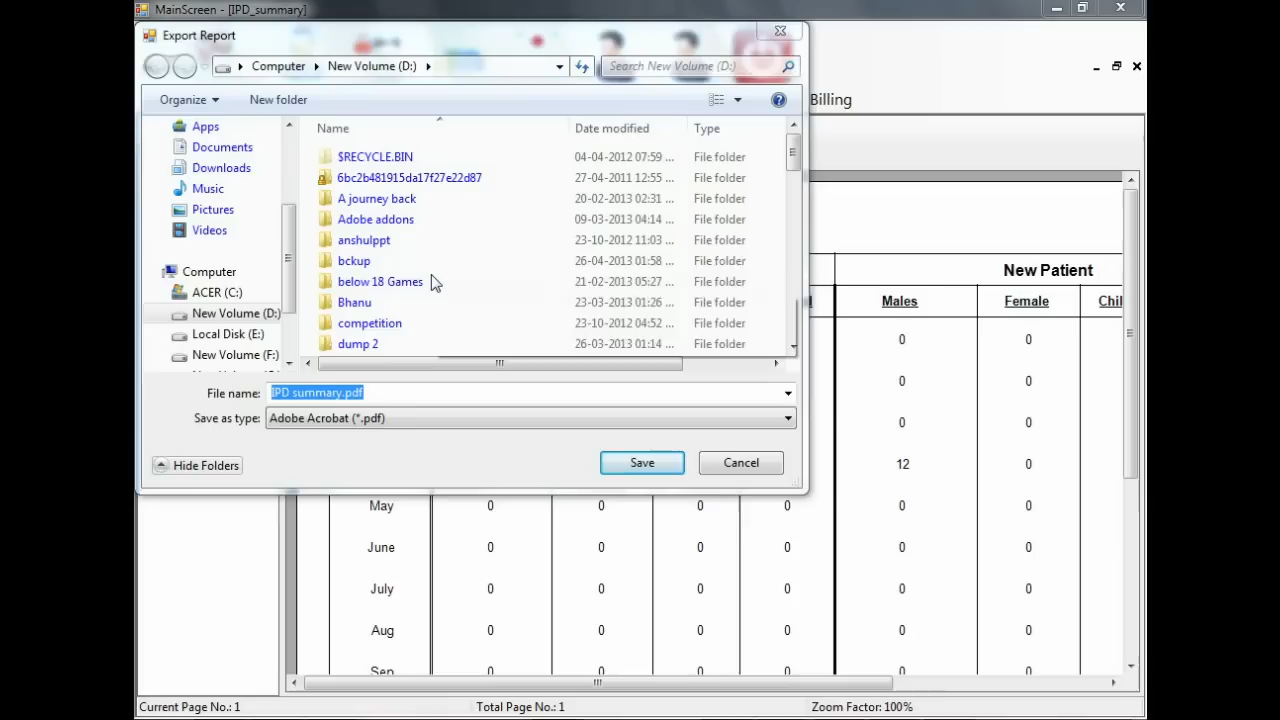 MainScreen - [IPD_summary]
Export Report
Computer New Volume (D:) Search New Volume (D:)
Billing
Organize New folder
Name Date modified Type
Apps
Documents
Downloads
Music
Pictures
Videos
Computer
ACER (C:)
New Volume (D:)
Local Disk (E:)
New Volume (F:)
$RECYCLE.BIN 04-04-2012 07:59 ... File folder
6bc2b481915da17f27e22d87 27-04-2011 12:55 ... File folder
A journey back 20-02-2013 02:31 ... File folder
Adobe addons 09-03-2013 04:14 ... File folder
anshulppt 23-10-2012 11:03 ... File folder
bckup 26-04-2013 01:58 ... File folder
below 18 Games 21-02-2013 05:27 ... File folder
Bhanu 23-03-2013 01:26 ... File folder
competition 23-10-2012 04:52 ... File folder
dump 2 26-03-2013 01:14 ... File folder
File name: IPD summary.pdf
Save as type: Adobe Acrobat (*.pdf)
Hide Folders Save Cancel
New Patient
Males Female Chil
0 0
0 0
0 0
12 0
May 0 0 0 0 0 0
June 0 0 0 0 0 0
July 0 0 0 0 0 0
Aug 0 0 0 0 0 0
Sep 0 0 0 0 0 0
Current Page No.: 1 Total Page No.: 1 Zoom Factor: 100%